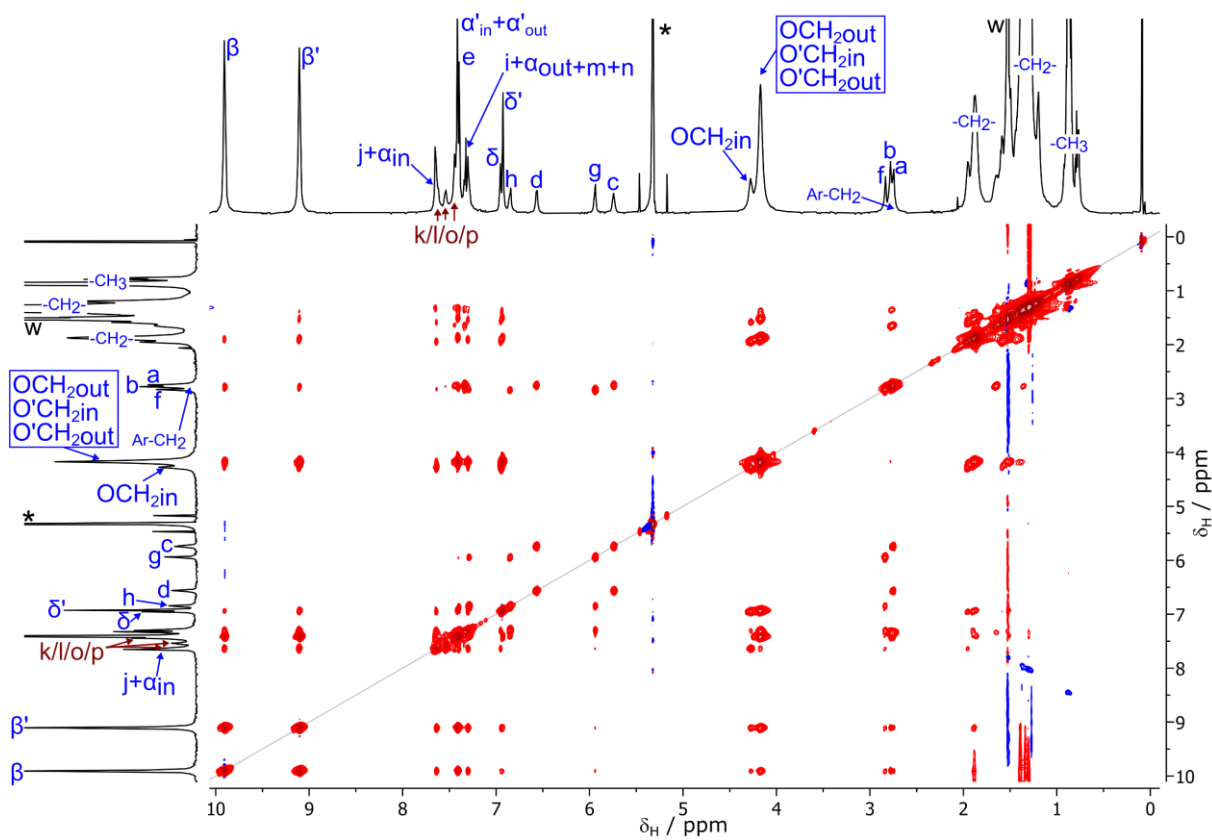 β
β'
α'in+α'out
e
i+αout+m+n
δ'
j+αin
δ
h
d
g
c
k/l/o/p
*
OCH2out
O'CH2in
O'CH2out
OCH2in
b
f
a
Ar-CH2
-CH2-
w
-CH2-
-CH3
-CH3
-CH2-
w
-CH2-
b
a
f
OCH2out
O'CH2in
O'CH2out
Ar-CH2
OCH2in
*
c
g
d
h
δ'
δ
k/l/o/p
j+αin
β'
β
0
1
2
3
4
5
6
7
8
9
10
δH / ppm
10
9
8
7
6
5
4
3
2
1
0
δH / ppm